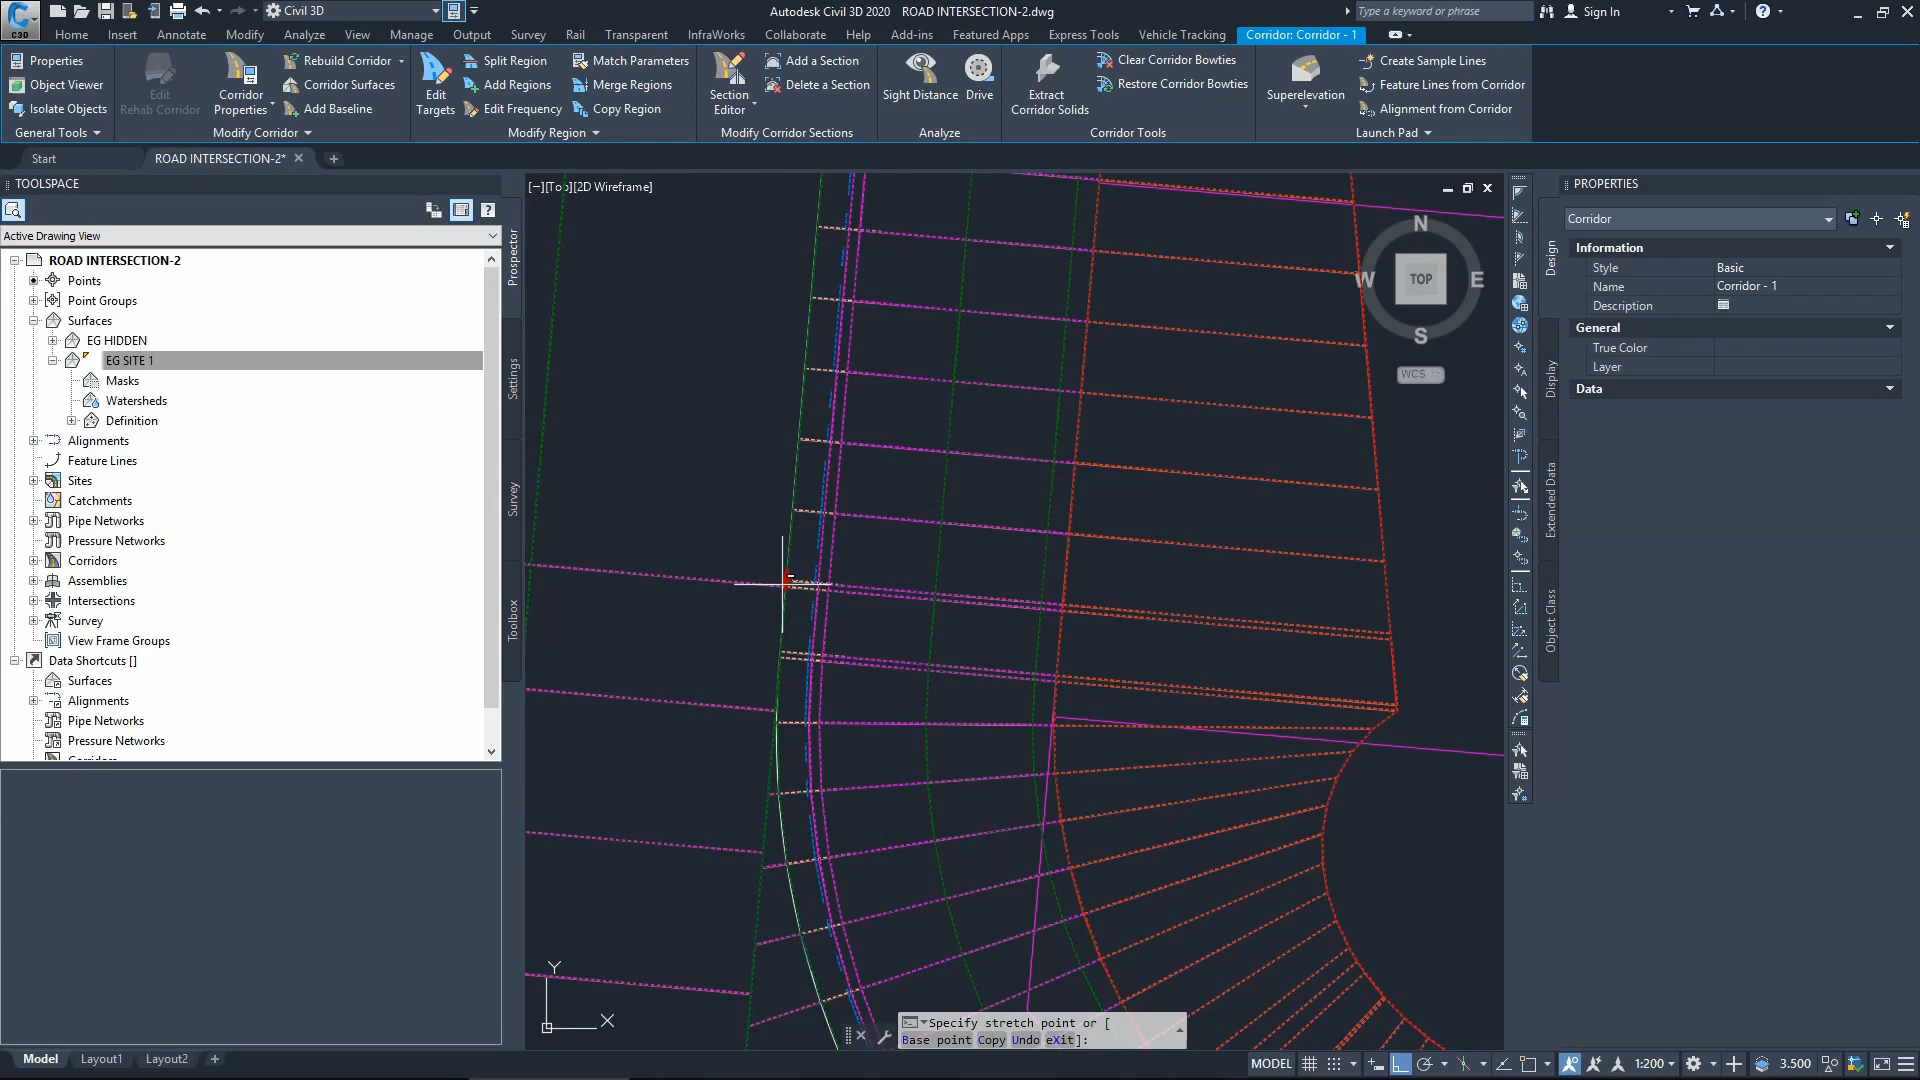 Civil 3D
Autodesk Civil 3D 2020 ROAD INTERSECTION-2.dwg
Type a keyword or phrase
Sign In
C3D
Home Insert Annotate Modify Analyze View Manage Output Survey Rail Transparent InfraWorks Collaborate Help Add-ins Featured Apps Express Tools Vehicle Tracking Corridor: Corridor - 1
Properties
Object Viewer
Isolate Objects
General Tools
Edit
Rehab Corridor
Corridor
Properties
Rebuild Corridor
Corridor Surfaces
Add Baseline
Modify Corridor
Edit
Targets
Split Region
Add Regions
Edit Frequency
Match Parameters
Merge Regions
Copy Region
Modify Region
Section
Editor
Add a Section
Delete a Section
Modify Corridor Sections
Sight Distance
Drive
Analyze
Extract
Corridor Solids
Clear Corridor Bowties
Restore Corridor Bowties
Corridor Tools
Superelevation
Create Sample Lines
Feature Lines from Corridor
Alignment from Corridor
Launch Pad
Start
ROAD INTERSECTION-2*
TOOLSPACE
Active Drawing View
ROAD INTERSECTION-2
Points
Point Groups
Surfaces
EG HIDDEN
EG SITE 1
Masks
Watersheds
Definition
Alignments
Feature Lines
Sites
Catchments
Pipe Networks
Pressure Networks
Corridors
Assemblies
Intersections
Survey
View Frame Groups
Data Shortcuts []
Surfaces
Alignments
Pipe Networks
Pressure Networks
Prospector
Settings
Survey
Toolbox
[−][Top][2D Wireframe]
N
W
TOP
E
S
WCS
Y
X
Specify stretch point or [
Base point Copy Undo eXit]:
PROPERTIES
Corridor
Information
Style Basic
Name Corridor - 1
Description
General
True Color
Layer
Data
Design
Display
Extended Data
Object Class
Model Layout1 Layout2
MODEL
1:200
3.500